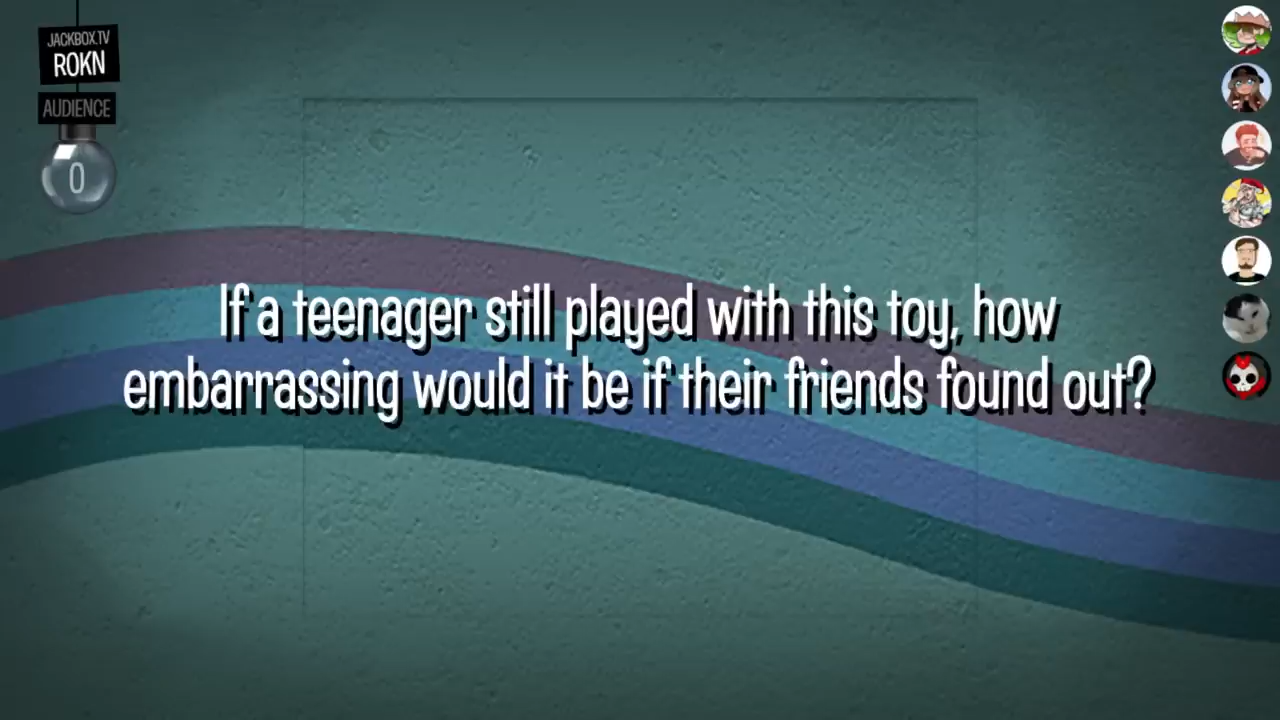 JACKBOX.TV
ROKN
AUDIENCE
0
If a teenager still played with this toy, how
embarrassing would it be if their friends found out?